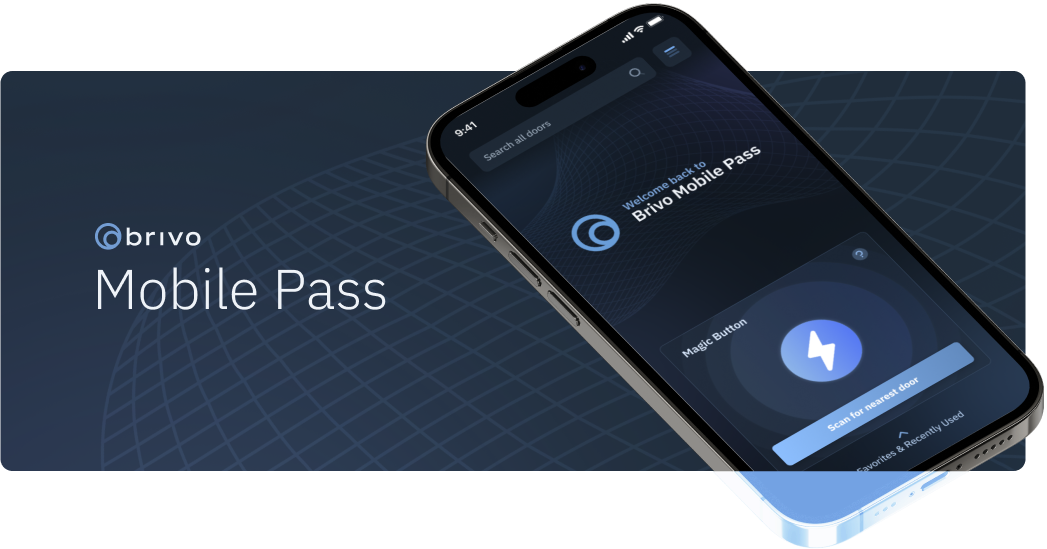 brivo
Mobile Pass
9:41
Search all doors
Welcome back to
Brivo Mobile Pass
?
Magic Button
Scan for nearest door
Favorites & Recently Used